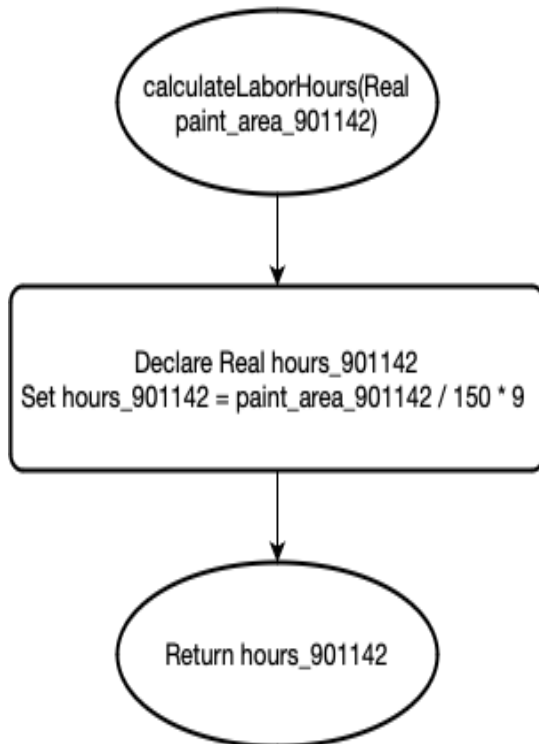 calculateLaborHours(Real
paint_area_901142)
Declare Real hours_901142
Set hours_901142 = paint_area_901142 / 150 * 9
Return hours_901142